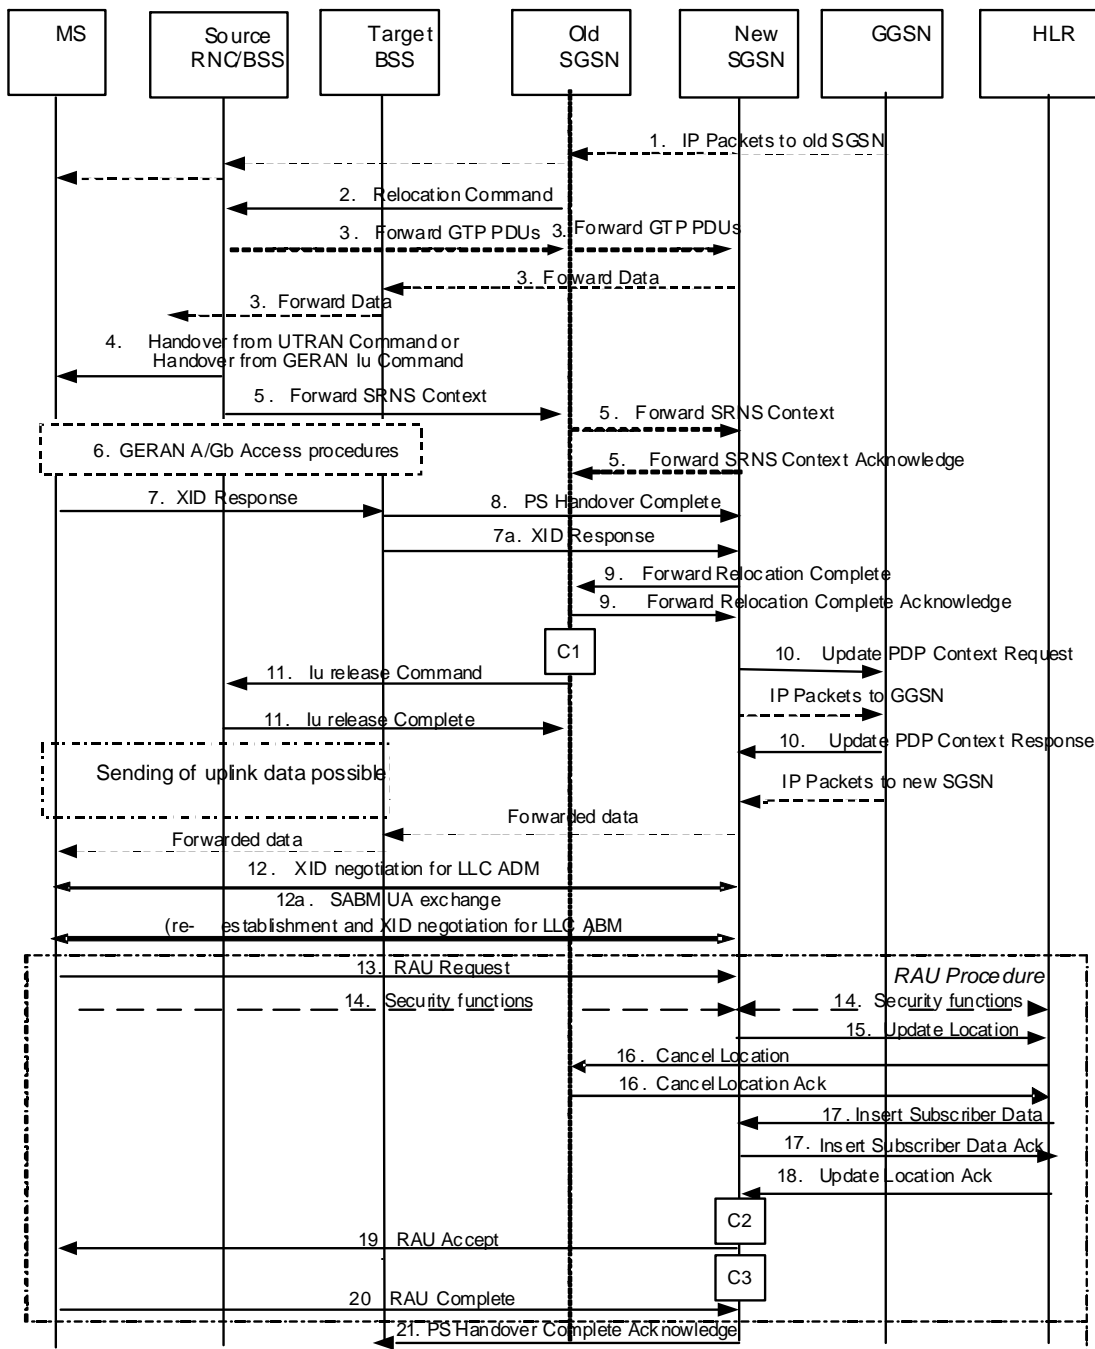 MS
Source
RNC/BSS
Target
BSS
Old
SGSN
New
SGSN
GGSN
HLR
1. IP Packets to old SGSN
2. Relocation Command
3. Forward GTP PDUs
3. Forward GTP PDUs
3. Forward Data
3. Forward Data
4. Handover from UTRAN Command or
Handover from GERAN Iu Command
5. Forward SRNS Context
5. Forward SRNS Context
6. GERAN A/Gb Access procedures
5. Forward SRNS Context Acknowledge
7. XID Response
8. PS Handover Complete
7a. XID Response
9. Forward Relocation Complete
9. Forward Relocation Complete Acknowledge
C1
10. Update PDP Context Request
11. Iu release Command
IP Packets to GGSN
11. Iu release Complete
10. Update PDP Context Response
Sending of uplink data possible
IP Packets to new SGSN
Forwarded data
Forwarded data
12. XID negotiation for LLC ADM
12a. SABM UA exchange
(re- establishment and XID negotiation for LLC ABM)
13. RAU Request
RAU Procedure
14. Security functions
14. Security functions
15. Update Location
16. Cancel Location
16. Cancel Location Ack
17. Insert Subscriber Data
17. Insert Subscriber Data Ack
18. Update Location Ack
C2
19 RAU Accept
C3
20 RAU Complete
21. PS Handover Complete Acknowledge